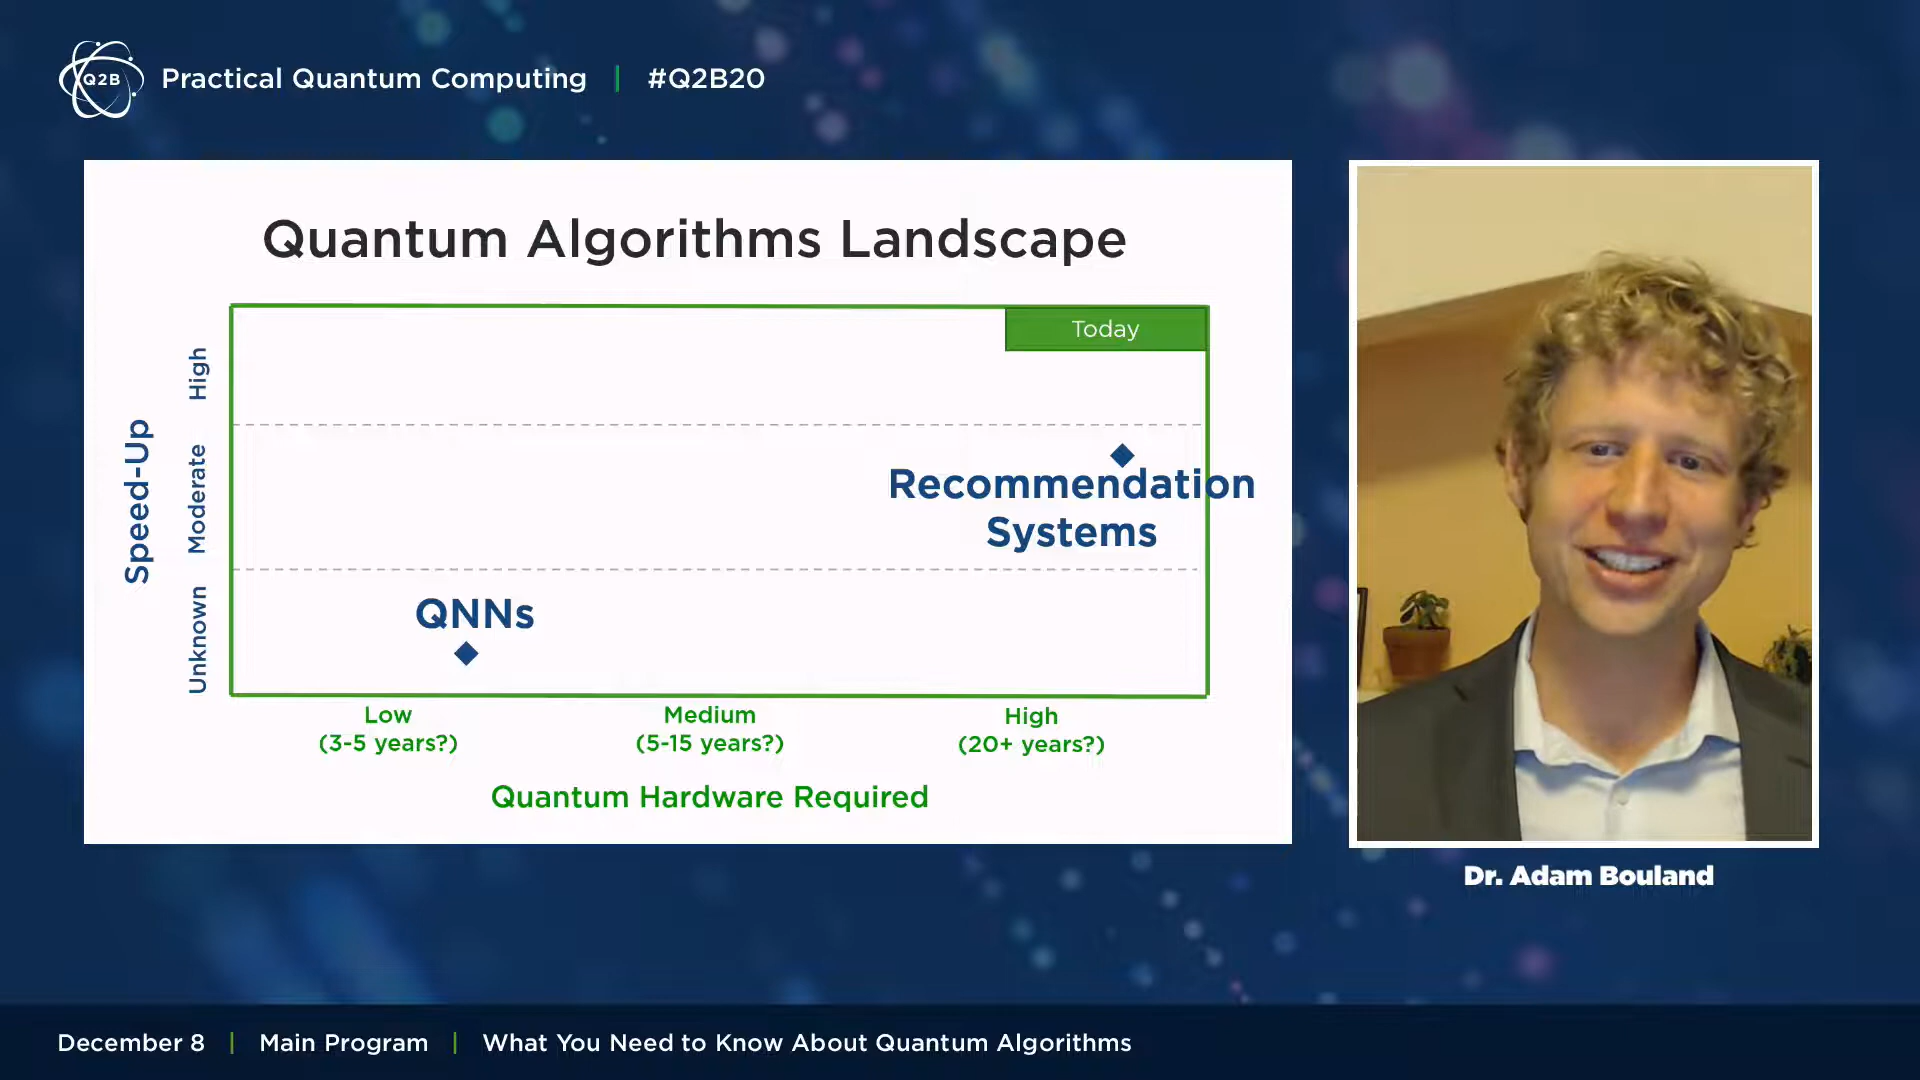 Q2B
Practical Quantum Computing | #Q2B20
Quantum Algorithms Landscape
Today
Speed-Up
High
Moderate
Unknown
Recommendation
Systems
QNNs
Low
(3-5 years?)
Medium
(5-15 years?)
High
(20+ years?)
Quantum Hardware Required
Dr. Adam Bouland
December 8 | Main Program | What You Need to Know About Quantum Algorithms